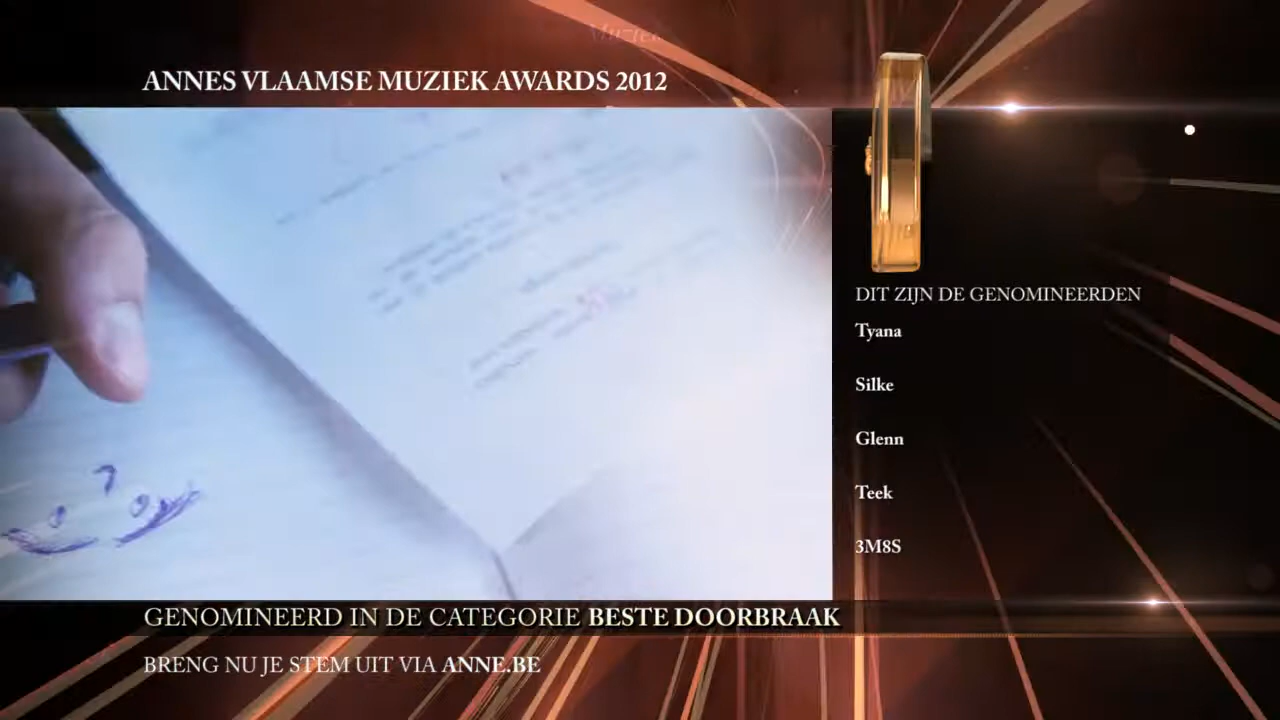 ANNES VLAAMSE MUZIEK AWARDS 2012
DIT ZIJN DE GENOMINEERDEN
Tyana
Silke
Glenn
Teek
3M8S
GENOMINEERD IN DE CATEGORIE BESTE DOORBRAAK
BRENG NU JE STEM UIT VIA ANNE.BE